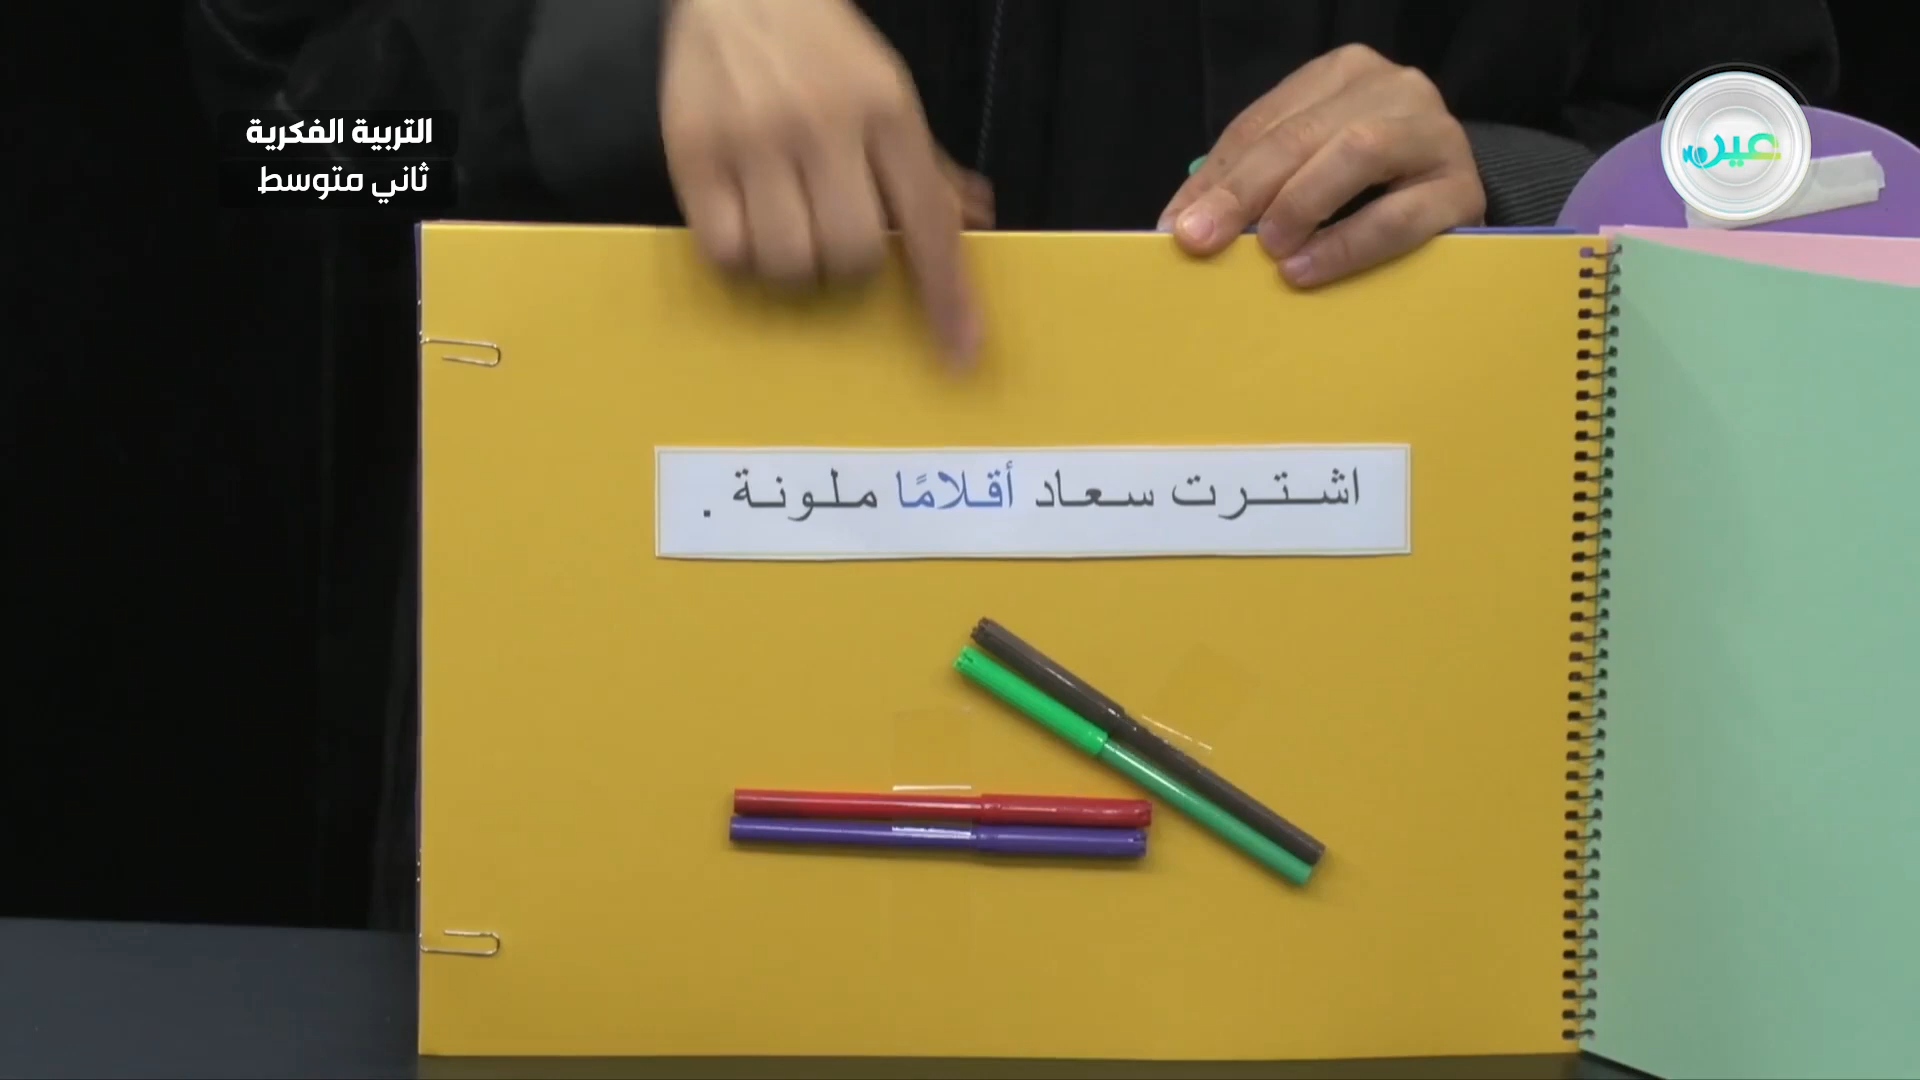 التربية الفكرية
ثاني متوسط
عين
اشترت سعاد أقلامًا ملونة .